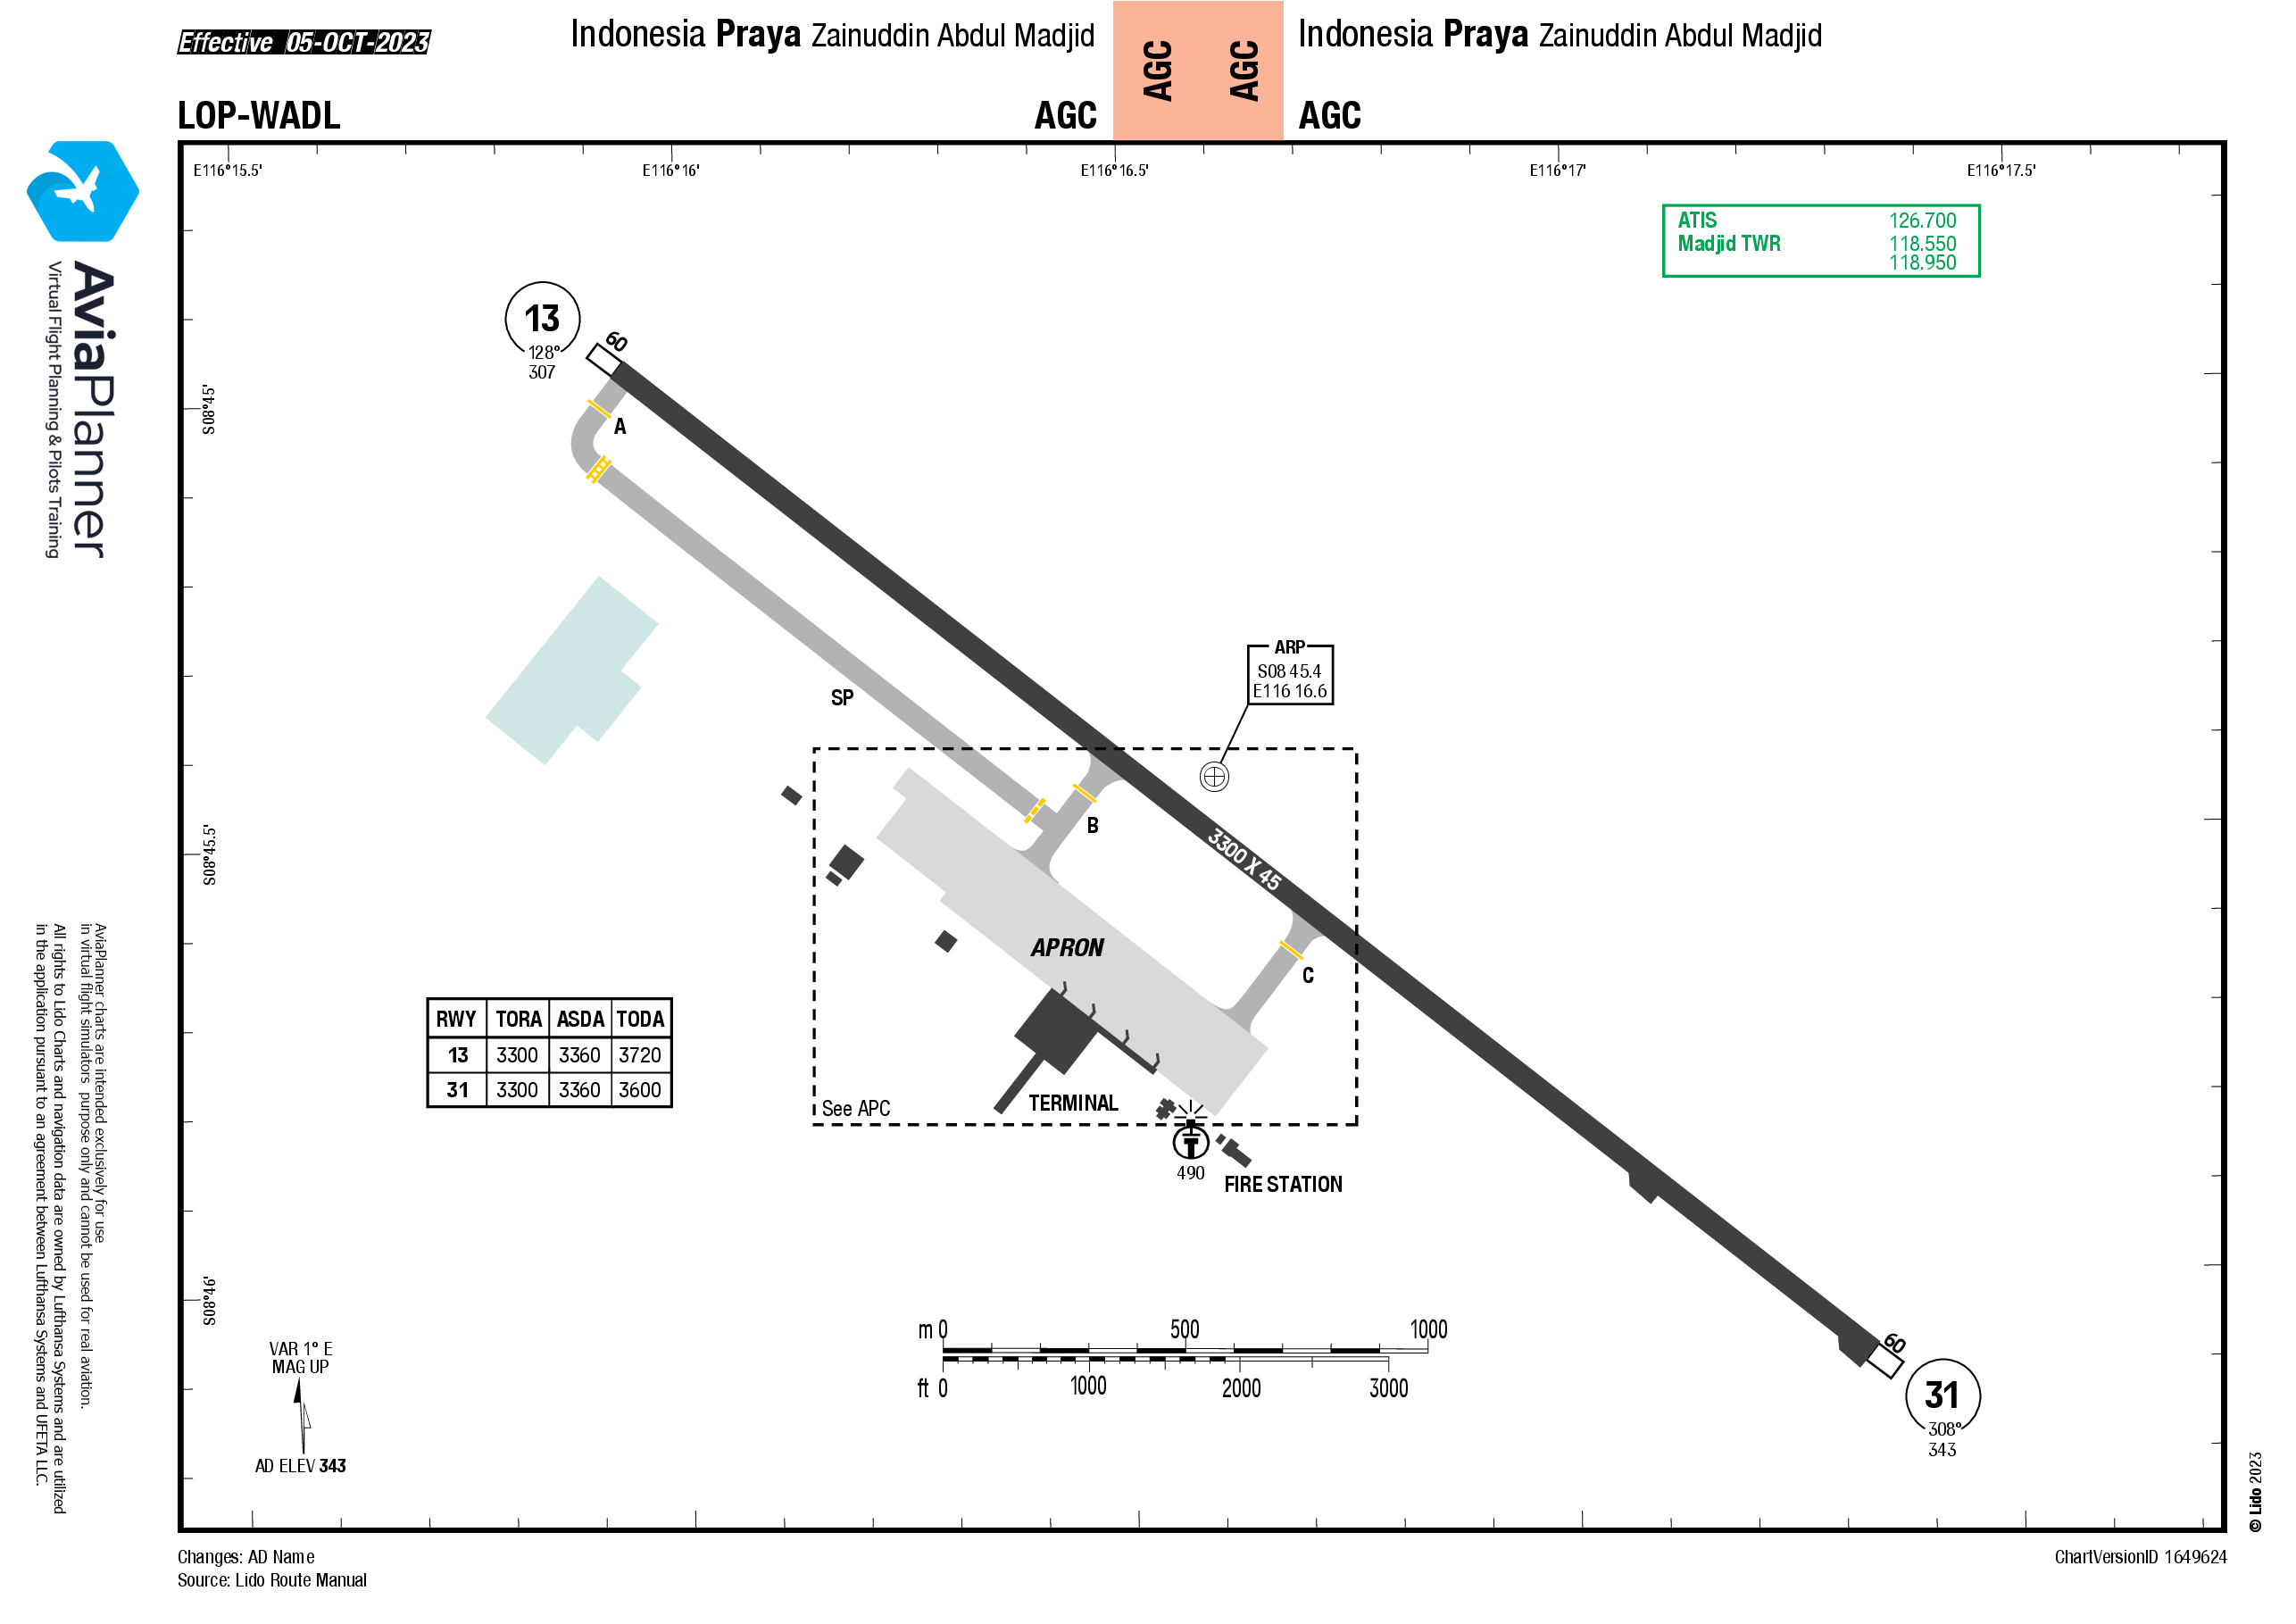 Effective 05-OCT-2023
Indonesia Praya Zainuddin Abdul Madjid
AGC
AGC
Indonesia Praya Zainuddin Abdul Madjid
LOP-WADL
AGC
AGC
E116°15.5'
E116°16'
E116°16.5'
E116°17'
E116°17.5'
ATIS 126.700
Madjid TWR 118.550
118.950
AviaPlanner
Virtual Flight Planning & Pilots Training
13
128°
307
60
A
S08°45'
SP
ARP
S08 45.4
E116 16.6
B
3300 X 45
S08°45.5'
APRON
C
RWY TORA ASDA TODA
13 3300 3360 3720
31 3300 3360 3600
See APC
TERMINAL
490
FIRE STATION
S08°46'
m 0 500 1000
ft 0 1000 2000 3000
60
31
308°
343
VAR 1° E
MAG UP
AD ELEV 343
AviaPlanner charts are intended exclusively for use
in virtual flight simulators purpose only and cannot be used for real aviation.
All rights to Lido Charts and navigation data are owned by Lufthansa Systems and are utilized
in the application pursuant to an agreement between Lufthansa Systems and UFETA LLC.
© Lido 2023
Changes: AD Name
ChartVersionID 1649624
Source: Lido Route Manual